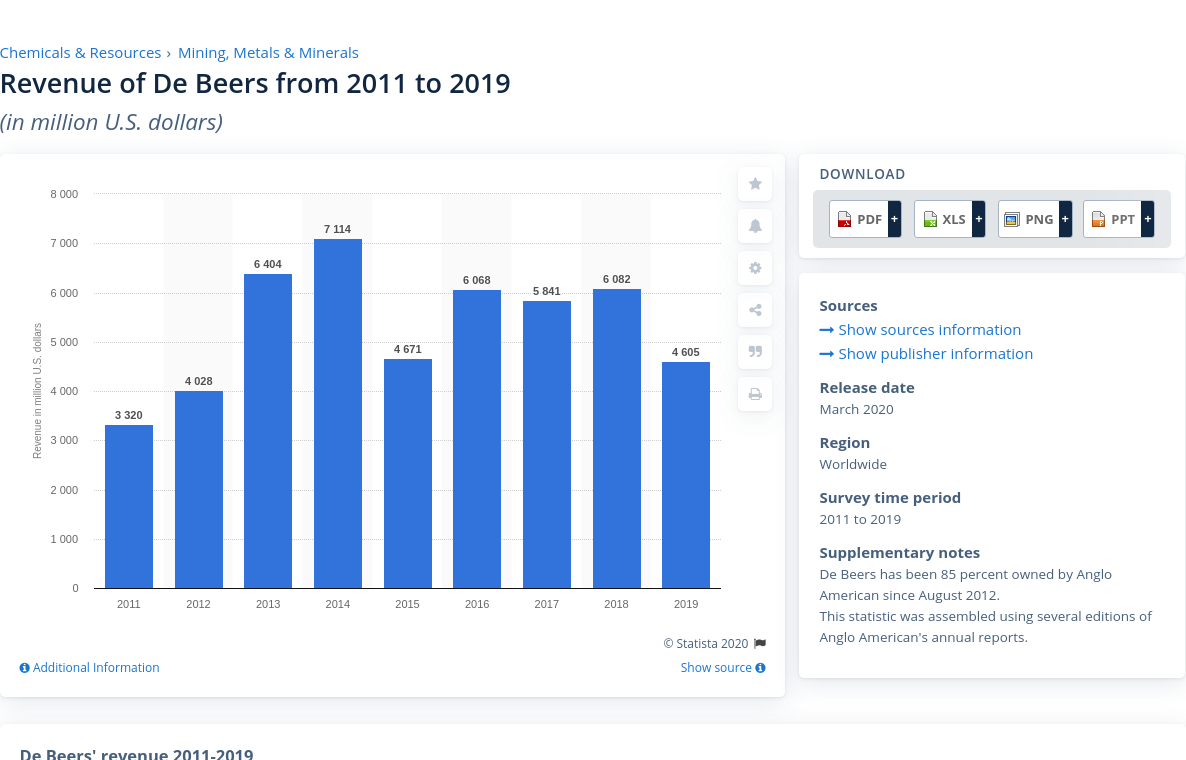 Chemicals & Resources › Mining, Metals & Minerals
Revenue of De Beers from 2011 to 2019
(in million U.S. dollars)
8 000
7 000
6 000
5 000
4 000
3 000
2 000
1 000
0
Revenue in million U.S. dollars
3 320
4 028
6 404
7 114
4 671
6 068
5 841
6 082
4 605
2011
2012
2013
2014
2015
2016
2017
2018
2019
© Statista 2020
Additional Information
Show source
DOWNLOAD
PDF +
XLS +
PNG +
PPT +
Sources
Show sources information
Show publisher information
Release date
March 2020
Region
Worldwide
Survey time period
2011 to 2019
Supplementary notes
De Beers has been 85 percent owned by Anglo
American since August 2012.
This statistic was assembled using several editions of
Anglo American's annual reports.
De Beers' revenue 2011-2019